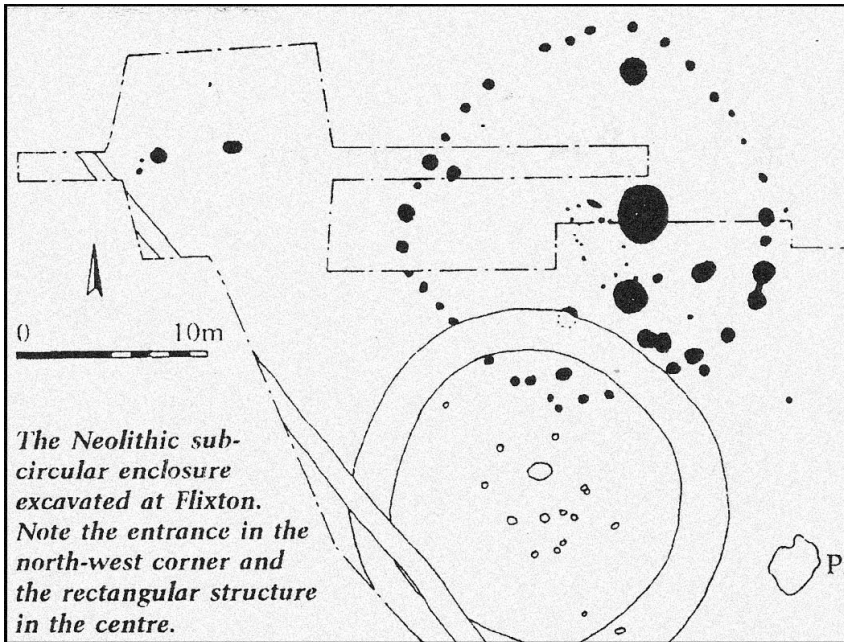 0 10m
The Neolithic sub-
circular enclosure
excavated at Flixton.
Note the entrance in the
north-west corner and
the rectangular structure
in the centre.
P